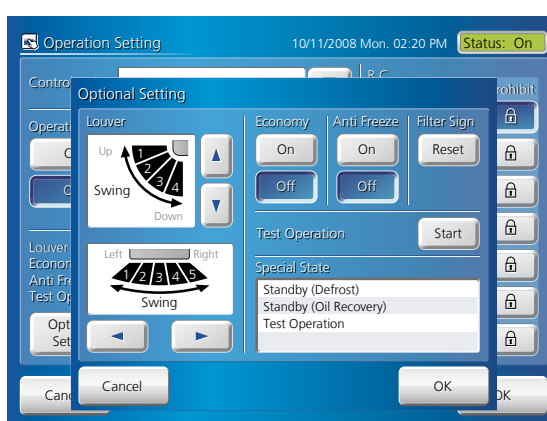 Operation Setting
10/11/2008 Mon. 02:20 PM
Status: On
R.C.
Optional Setting
Louver
Up
1
2
3
4
Swing
Down
Left
Right
1 2 3 4 5
Swing
Economy
On
Off
Anti Freeze
On
Off
Filter Sign
Reset
Test Operation
Start
Special State
Standby (Defrost)
Standby (Oil Recovery)
Test Operation
Cancel
OK
Louver